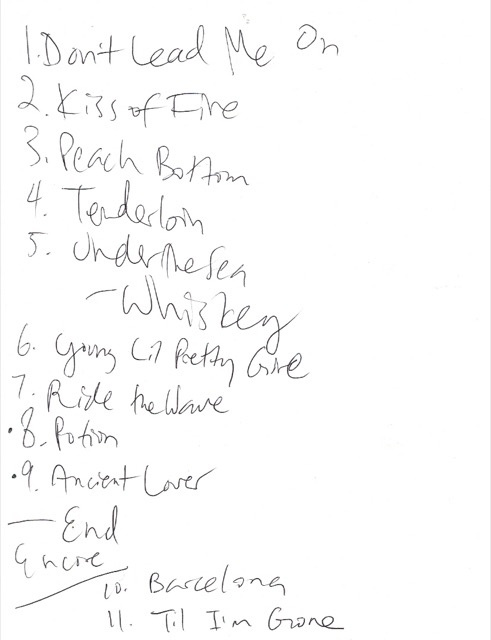 1. Don't Lead Me On
2. Kiss of Fire
3. Peach Bottom
4. Tenderloin
5. Under the Sea
- Whiskey
6. Young Lil Pretty Girl
7. Ride the Wave
•8. Potion
•9. Ancient Lover
— End
Encore
10. Barcelona
11. Til I'm Gone